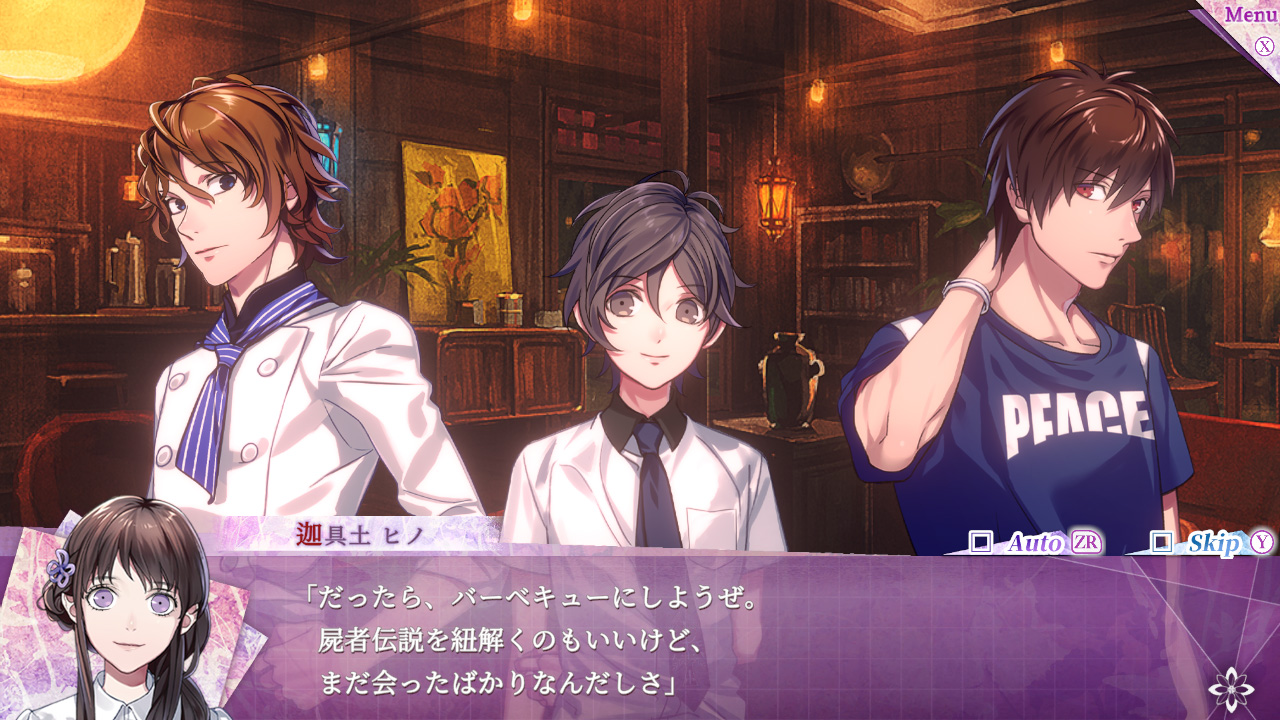 Menu
X
PEACE
迦具土 ヒノ
Auto ZR
Skip Y
「だったら、バーベキューにしようぜ。
屍者伝説を紐解くのもいいけど、
まだ会ったばかりなんだしさ」